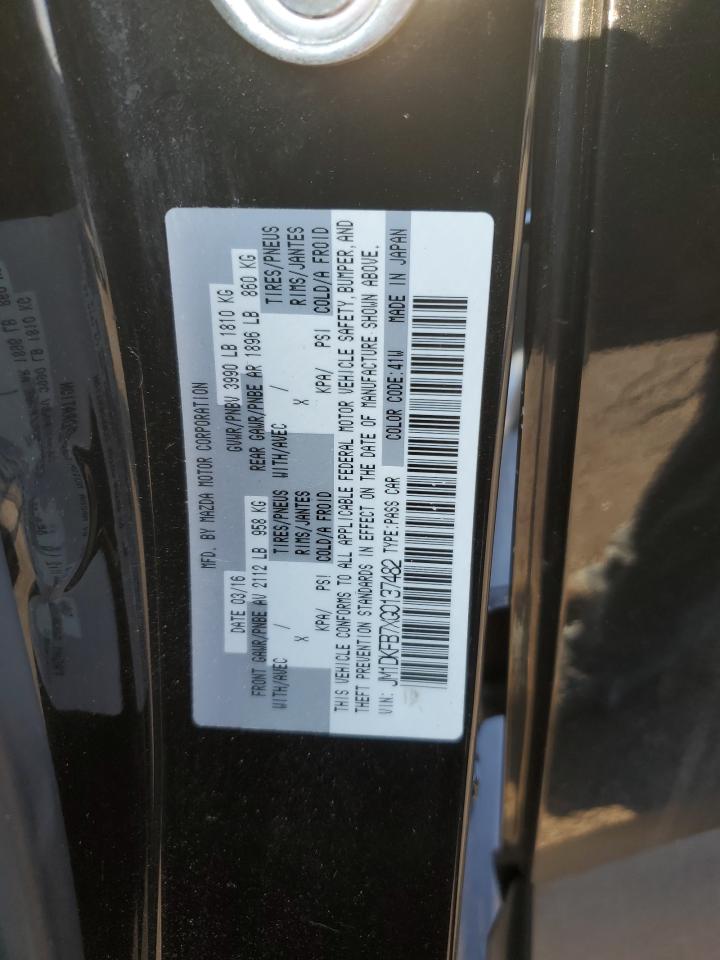 MFD. BY MAZDA MOTOR CORPORATION
DATE 03/16 GVWR/PNBV 3990 LB 1810 KG
FRONT GAWR/PNBE AV 2112 LB 958 KG REAR GAWR/PNBE AR 1896 LB 860 KG
WITH/AVEC TIRES/PNEUS WITH/AVEC TIRES/PNEUS
X / RIMS/JANTES X / RIMS/JANTES
KPA/ PSI COLD/A FROID KPA/ PSI COLD/A FROID
THIS VEHICLE CONFORMS TO ALL APPLICABLE FEDERAL MOTOR VEHICLE SAFETY, BUMPER, AND
THEFT PREVENTION STANDARDS IN EFFECT ON THE DATE OF MANUFACTURE SHOWN ABOVE.
VIN: JM1DKFB7XG0137482 TYPE:PASS CAR COLOR CODE:41W MADE IN JAPAN